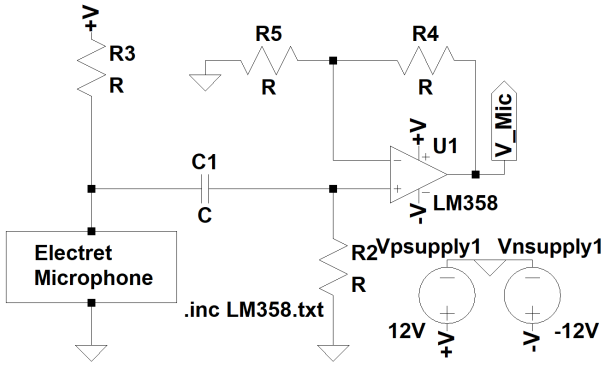 +V
R3
R
R5
R
R4
R
V_Mic
+V
U1
C1
C
LM358
-V
Electret
Microphone
R2
R
.inc LM358.txt
Vpsupply1
Vnsupply1
12V
+V
-12V
-V